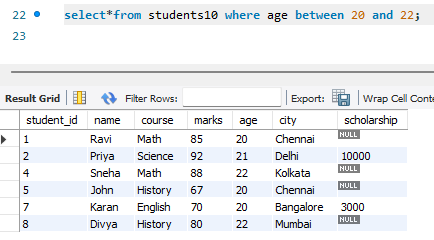 22 select*from students10 where age between 20 and 22;
23
Result Grid Filter Rows: Export: Wrap Cell Conte
student_id name course marks age city scholarship
1 Ravi Math 85 20 Chennai NULL
2 Priya Science 92 21 Delhi 10000
4 Sneha Math 88 22 Kolkata NULL
5 John History 67 20 Chennai NULL
7 Karan English 70 20 Bangalore 3000
8 Divya History 80 22 Mumbai NULL